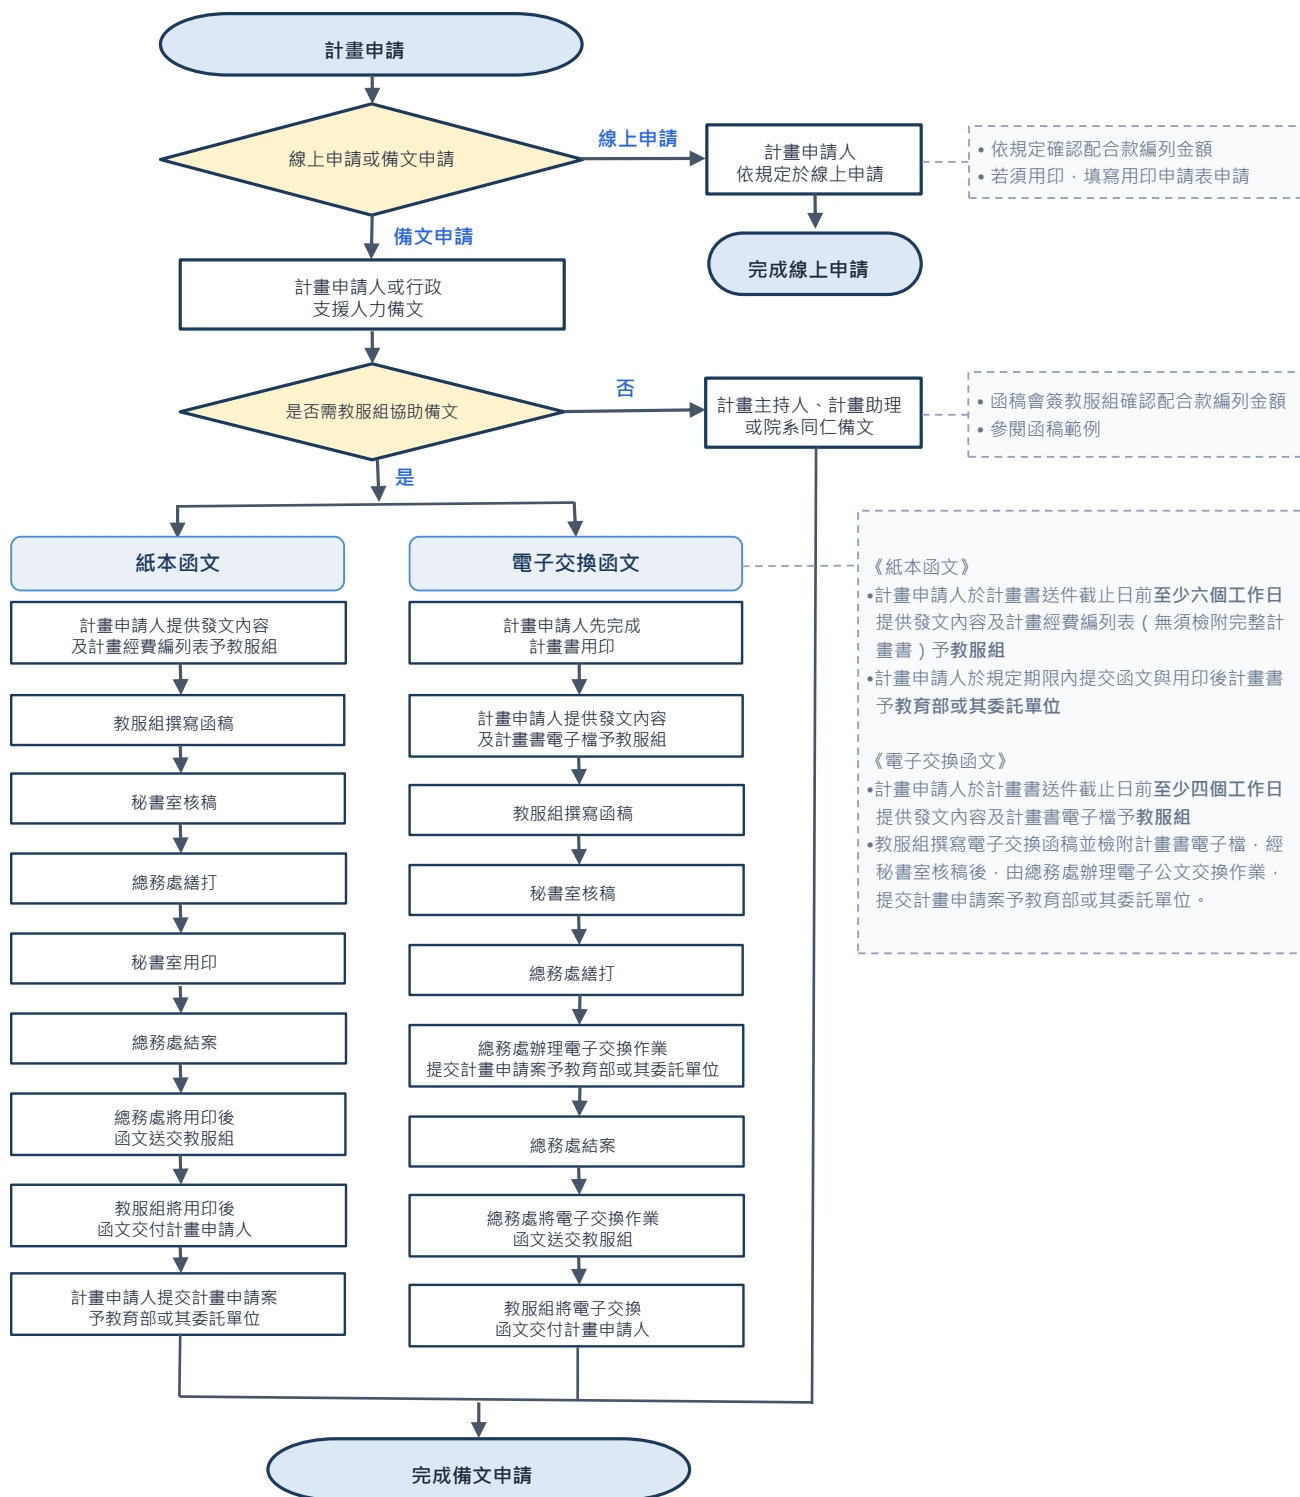 計畫申請
線上申請或備文申請
線上申請
計畫申請人
依規定於線上申請
• 依規定確認配合款編列金額
• 若須用印，填寫用印申請表申請
完成線上申請
備文申請
計畫申請人或行政
支援人力備文
是否需教服組協助備文
否
計畫主持人、計畫助理
或院系同仁備文
• 函稿會簽教服組確認配合款編列金額
• 參閱函稿範例
是
紙本函文
計畫申請人提供發文內容
及計畫經費編列表予教服組
教服組撰寫函稿
秘書室核稿
總務處繕打
秘書室用印
總務處結案
總務處將用印後
函文送交教服組
教服組將用印後
函文交付計畫申請人
計畫申請人提交計畫申請案
予教育部或其委託單位
電子交換函文
計畫申請人先完成
計畫書用印
計畫申請人提供發文內容
及計畫書電子檔予教服組
教服組撰寫函稿
秘書室核稿
總務處繕打
總務處辦理電子交換作業
提交計畫申請案予教育部或其委託單位
總務處結案
總務處將電子交換作業
函文送交教服組
教服組將電子交換
函文交付計畫申請人
《紙本函文》
•計畫申請人於計畫書送件截止日前至少六個工作日
提供發文內容及計畫經費編列表（無須檢附完整計
畫書）予教服組
•計畫申請人於規定期限內提交函文與用印後計畫書
予教育部或其委託單位
《電子交換函文》
•計畫申請人於計畫書送件截止日前至少四個工作日
提供發文內容及計畫書電子檔予教服組
•教服組撰寫電子交換函稿並檢附計畫書電子檔，經
秘書室核稿後，由總務處辦理電子公文交換作業，
提交計畫申請案予教育部或其委託單位。
完成備文申請